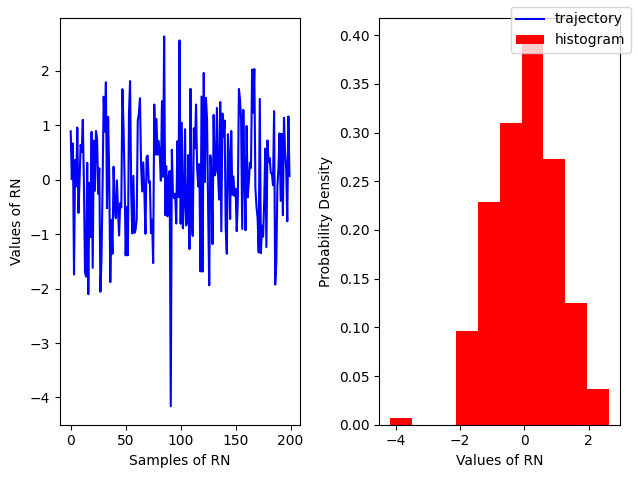 trajectory
histogram
2
1
0
−1
−2
−3
−4
Values of RN
0 50 100 150 200
Samples of RN
0.40
0.35
0.30
0.25
0.20
0.15
0.10
0.05
0.00
Probability Density
−4 −2 0 2
Values of RN